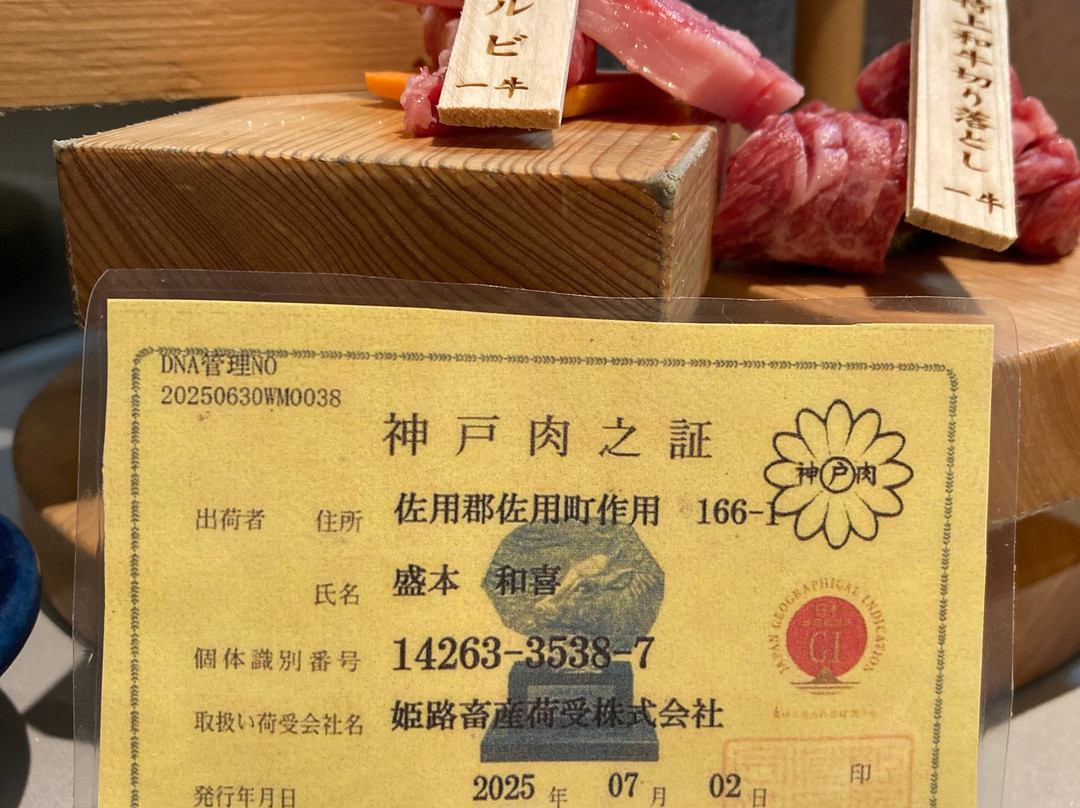 ルビ
一牛
特上和牛切り落とし
一牛
DNA管理NO
20250630WM0038
神戸肉之証
神戸肉
出荷者 住所 佐用郡佐用町作用 166-1
氏名 盛本 和喜
JAPAN GEOGRAPHICAL INDICATION
日本
GI
個体識別番号 14263-3538-7
取扱い荷受会社名 姫路畜産荷受株式会社
発行年月日 2025 年 07 月 02 日
印